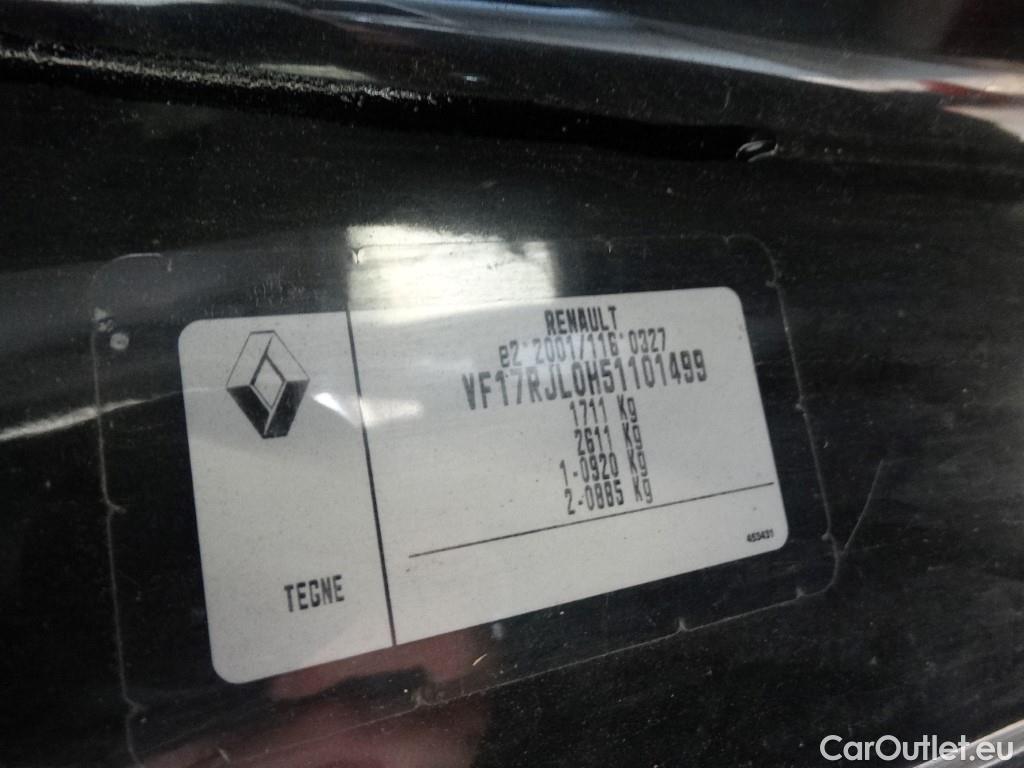 RENAULT
e2*2001/116*0327
VF17RJL0H51101499
1711 Kg
2611 Kg
1-0920 Kg
2-0885 Kg
453431
TEGNE
CarOutlet.eu